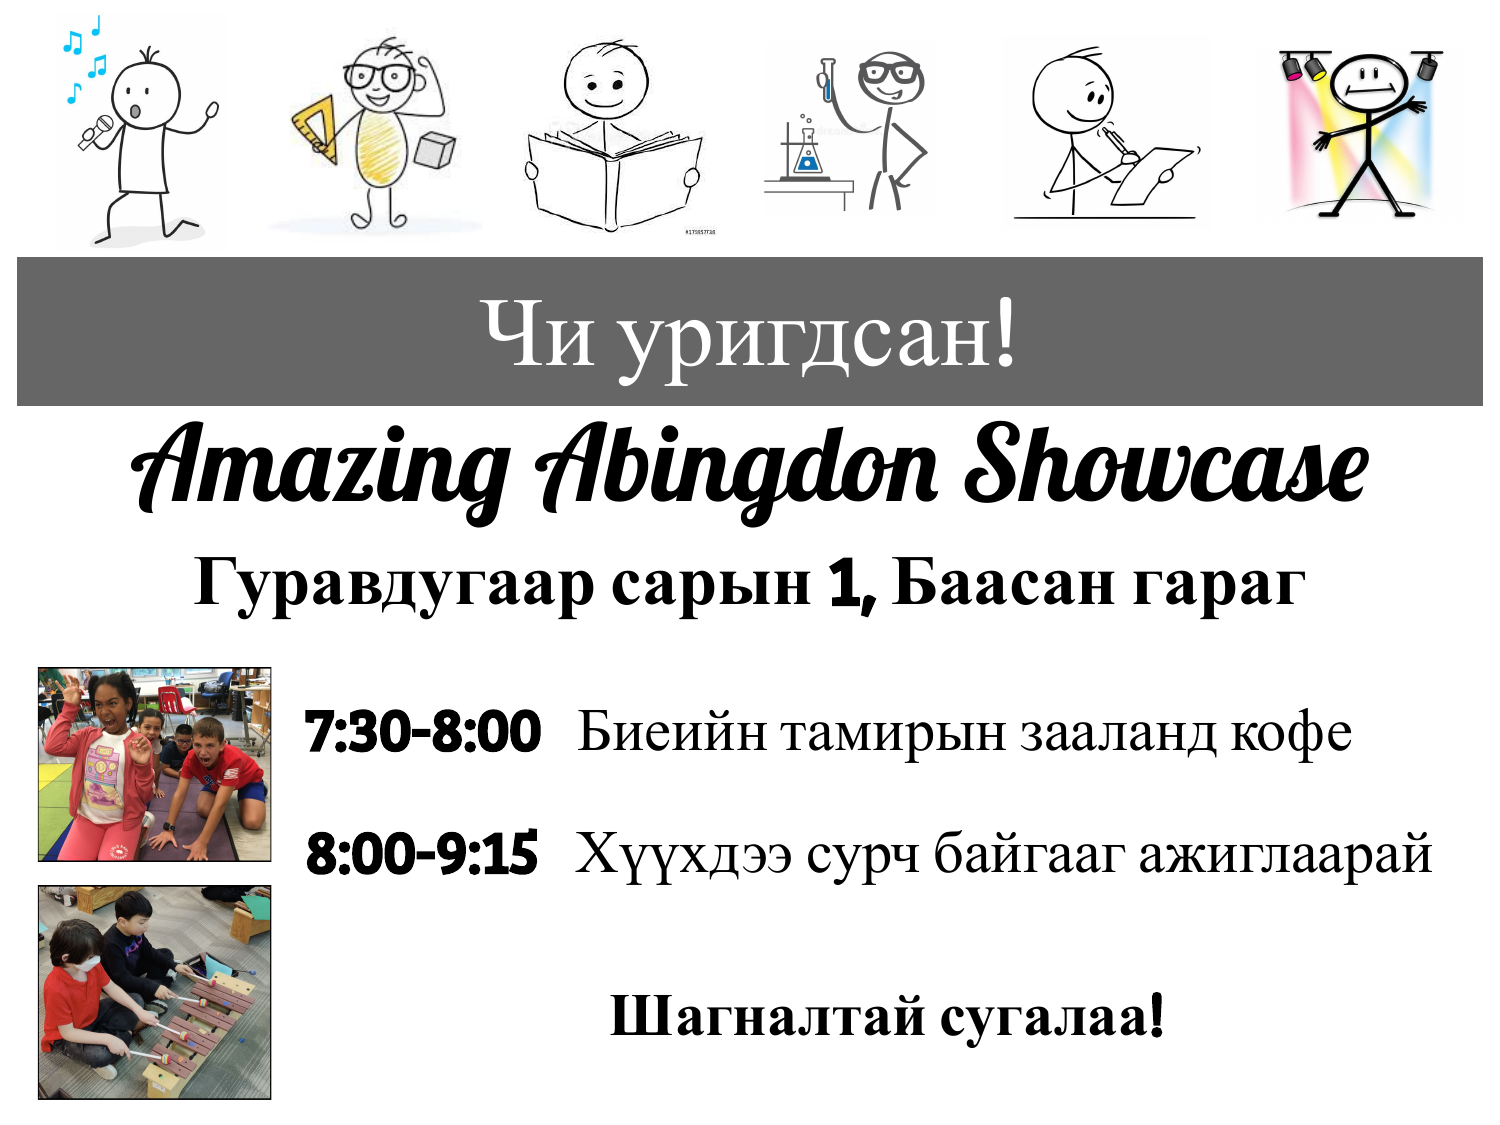 Чи уригдсан!
Amazing Abingdon Showcase
Гуравдугаар сарын 1, Баасан гараг
7:30-8:00 Биеийн тамирын зааланд кофе
8:00-9:15 Хүүхдээ сурч байгааг ажиглаарай
Шагналтай сугалаа!